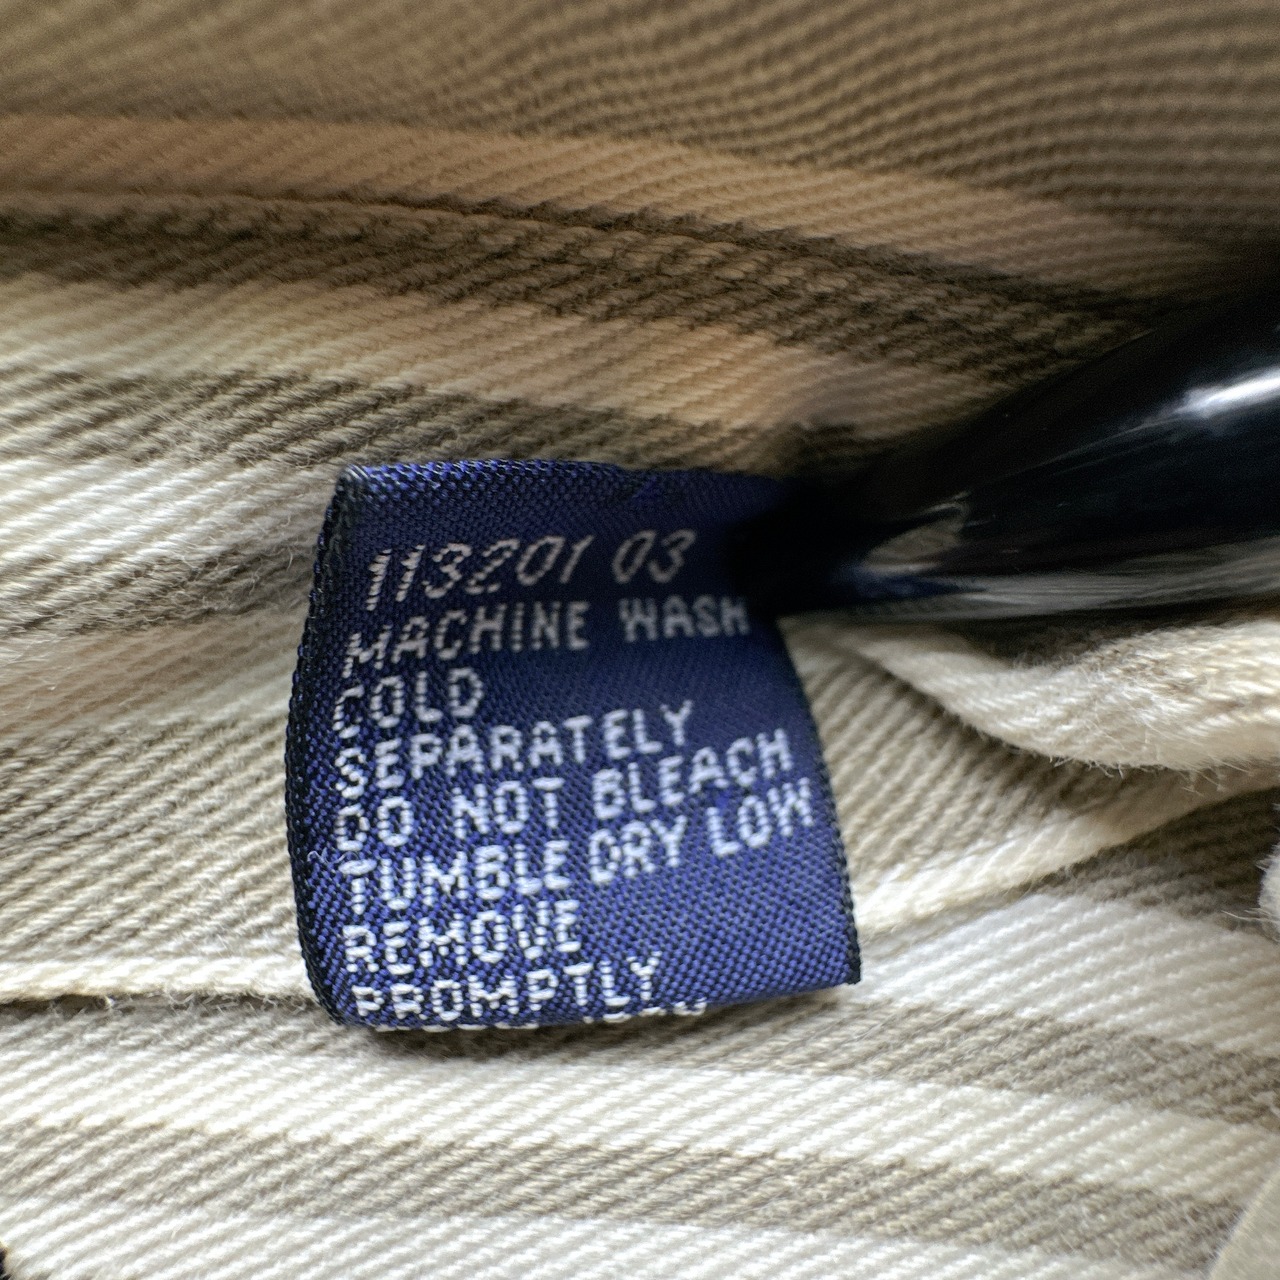 113201 03
MACHINE WASH
COLD
SEPARATELY
DO NOT BLEACH
TUMBLE DRY LOW
REMOVE
PROMPTLY